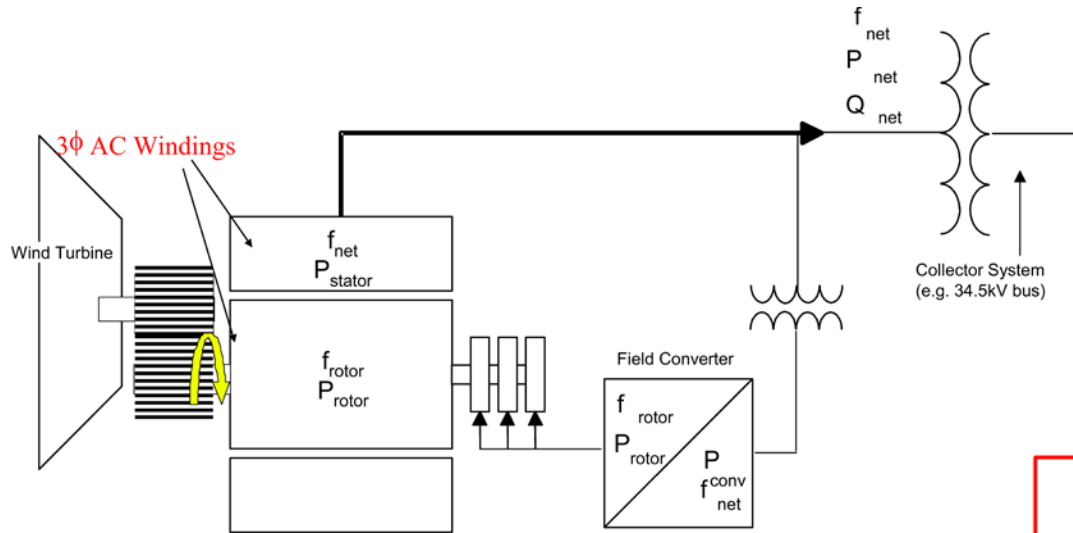 f net
P net
Q net
3ϕ AC Windings
Wind Turbine
f net
P stator
Collector System
(e.g. 34.5kV bus)
f rotor
P rotor
Field Converter
f rotor
P rotor
P conv
f net